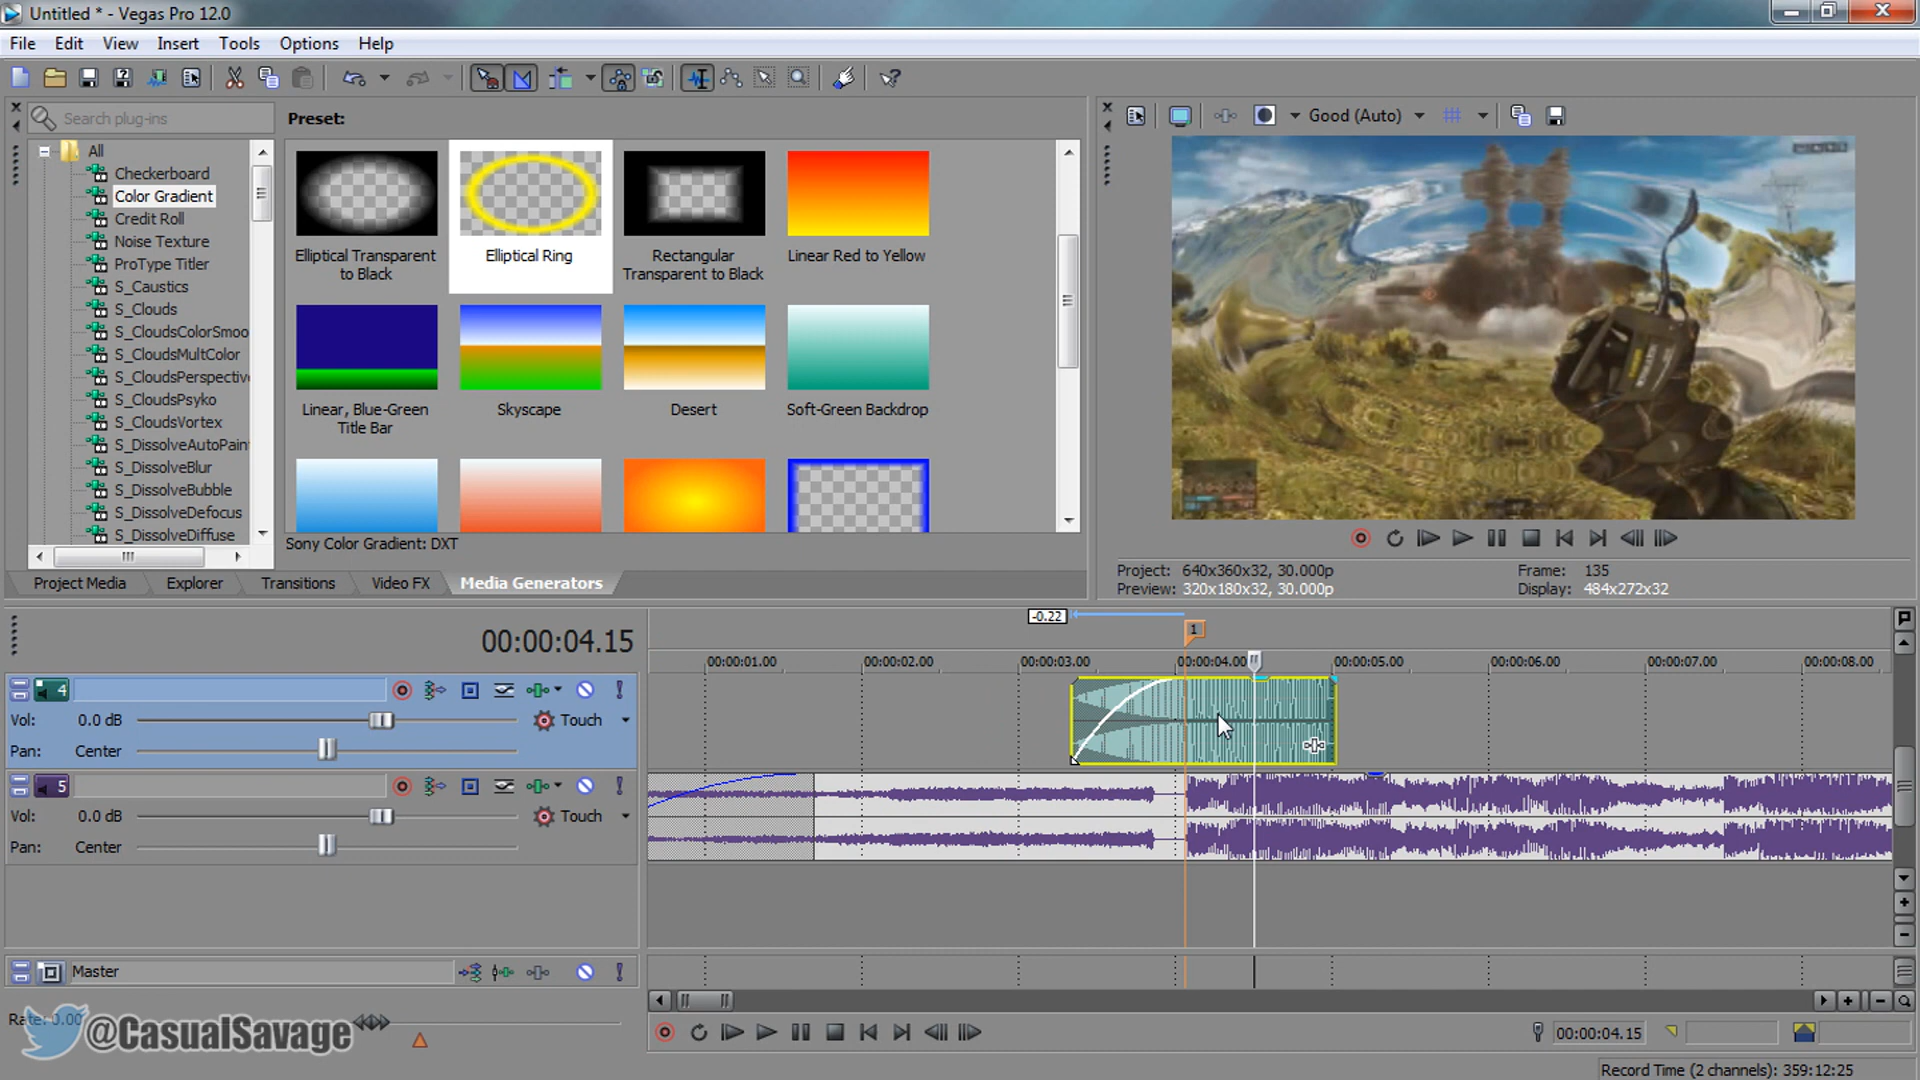 Untitled * - Vegas Pro 12.0
File Edit View Insert Tools Options Help
Search plug-ins
Preset:
Good (Auto)
All
Checkerboard
Color Gradient
Credit Roll
Noise Texture
ProType Titler
S_Caustics
S_Clouds
S_CloudsColorSmoo
S_CloudsMultColor
S_CloudsPerspectiv
S_CloudsPsyko
S_CloudsVortex
S_DissolveAutoPain
S_DissolveBlur
S_DissolveBubble
S_DissolveDefocus
S_DissolveDiffuse
Elliptical Transparent to Black
Elliptical Ring
Rectangular Transparent to Black
Linear Red to Yellow
Linear, Blue-Green Title Bar
Skyscape
Desert
Soft-Green Backdrop
Sony Color Gradient: DXT
Project Media Explorer Transitions Video FX Media Generators
Project: 640x360x32, 30.000p Frame: 135
Preview: 320x180x32, 30.000p Display: 484x272x32
00:00:04.15
-0.22
1
00:00:01.00 00:00:02.00 00:00:03.00 00:00:04.00 00:00:05.00 00:00:06.00 00:00:07.00 00:00:08.00
4
Vol: 0.0 dB Touch
Pan: Center
5
Vol: 0.0 dB Touch
Pan: Center
Master
Rate: 0.00
@CasualSavage
00:00:04.15
Record Time (2 channels): 359:12:25